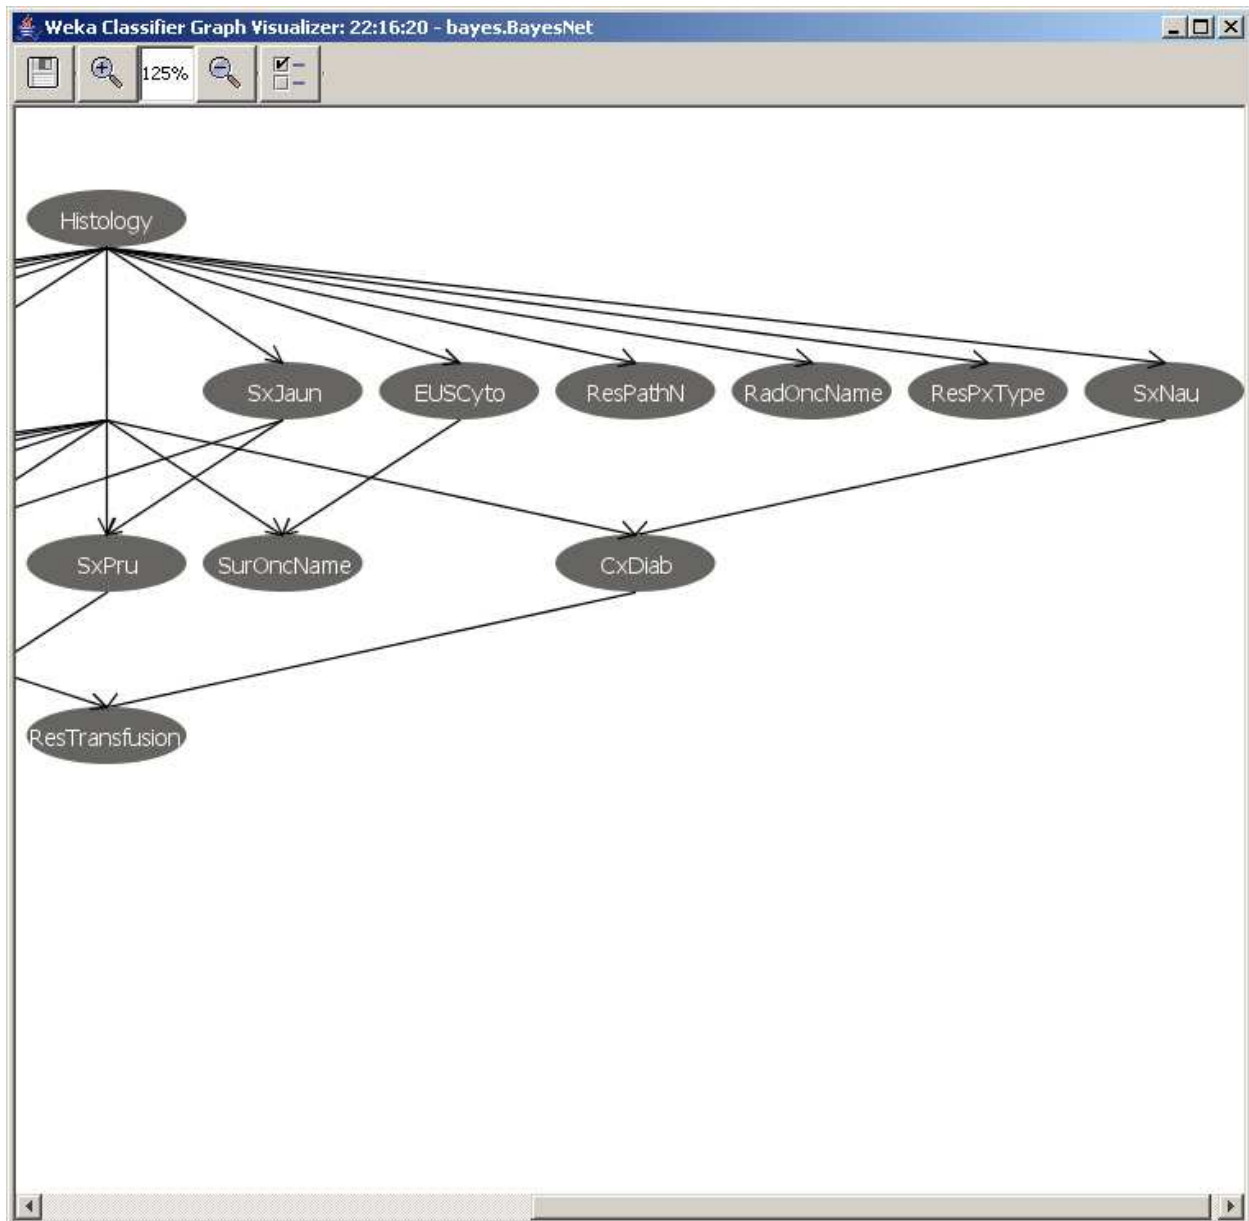 Weka Classifier Graph Visualizer: 22:16:20 - bayes.BayesNet
125%
Histology
SxJaun EUSCyto ResPathN RadOncName ResPxType SxNau
SxPru SurOncName CxDiab
ResTransfusion